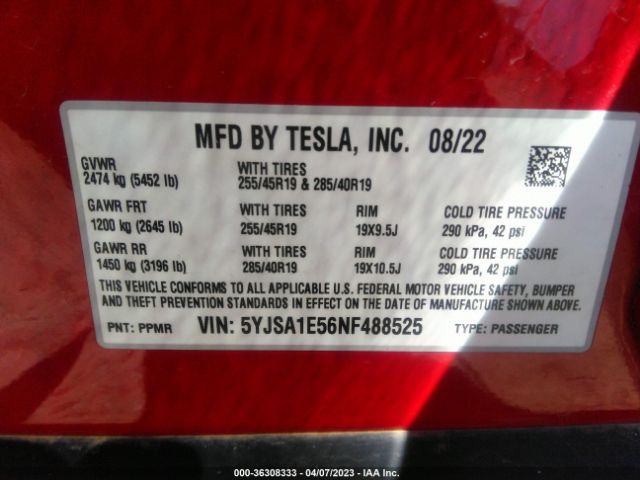 MFD BY TESLA, INC. 08/22
GVWR
2474 kg (5452 lb)
WITH TIRES
255/45R19 & 285/40R19
GAWR FRT
1200 kg (2645 lb)
WITH TIRES
255/45R19
RIM
19X9.5J
COLD TIRE PRESSURE
290 kPa, 42 psi
GAWR RR
1450 kg (3196 lb)
WITH TIRES
285/40R19
RIM
19X10.5J
COLD TIRE PRESSURE
290 kPa, 42 psi
THIS VEHICLE CONFORMS TO ALL APPLICABLE U.S. FEDERAL MOTOR VEHICLE SAFETY, BUMPER
AND THEFT PREVENTION STANDARDS IN EFFECT ON THE DATE OF MANUFACTURE SHOWN ABOVE.
PNT: PPMR VIN: 5YJSA1E56NF488525 TYPE: PASSENGER
000-36308333 - 04/07/2023 - IAA Inc.